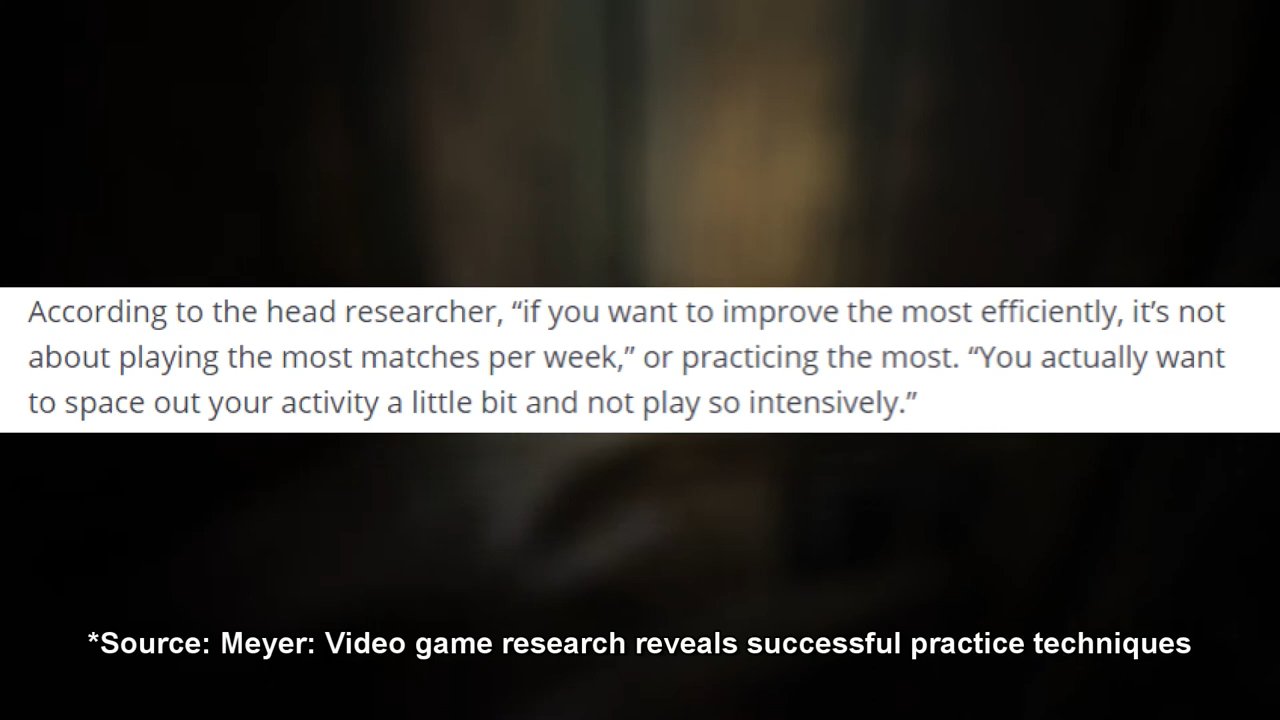 According to the head researcher, “if you want to improve the most efficiently, it’s not
about playing the most matches per week,” or practicing the most. “You actually want
to space out your activity a little bit and not play so intensively.”
*Source: Meyer: Video game research reveals successful practice techniques